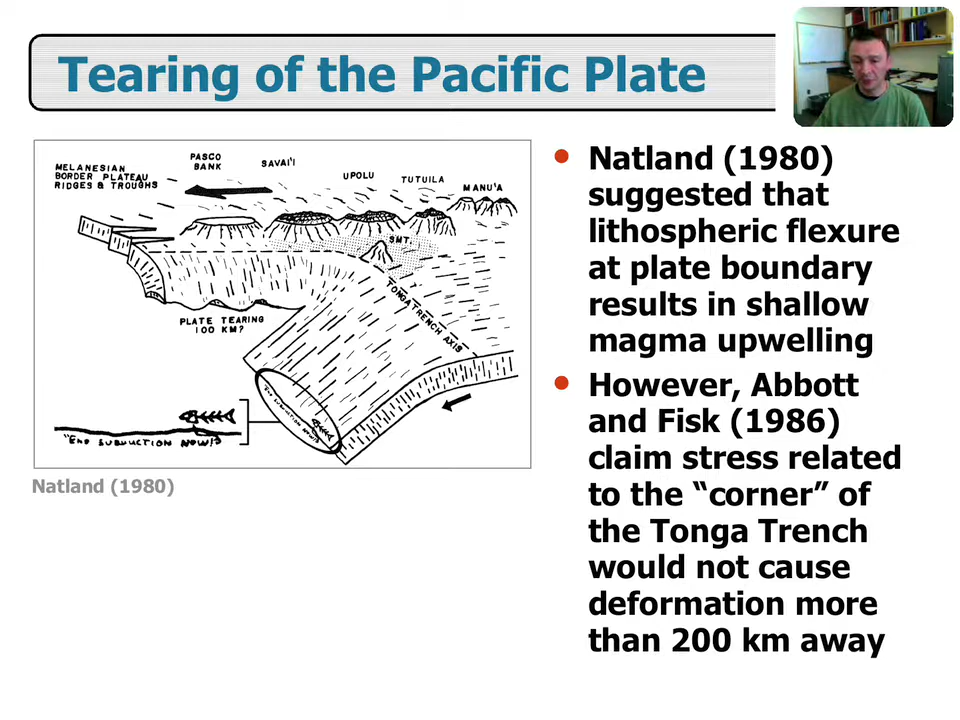 Tearing of the Pacific Plate
MELANESIAN
BORDER PLATEAU
RIDGES & TROUGHS
PASCO
BANK
SAVAI'I
UPOLU
TUTUILA
MANU'A
SMT.
TONGA TRENCH AXIS
PLATE TEARING
100 KM?
"END SUBDUCTION NOW!"
"END SUBDUCTION NOW!"
Natland (1980)
• Natland (1980)
suggested that
lithospheric flexure
at plate boundary
results in shallow
magma upwelling
• However, Abbott
and Fisk (1986)
claim stress related
to the “corner” of
the Tonga Trench
would not cause
deformation more
than 200 km away